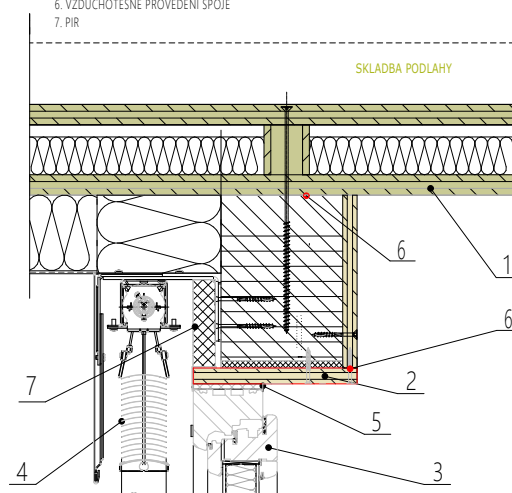 6. VZDUCHOTĚSNÉ PROVEDENÍ SPOJE
7. PIR
SKLADBA PODLAHY
6
1
6
7
2
5
4
3